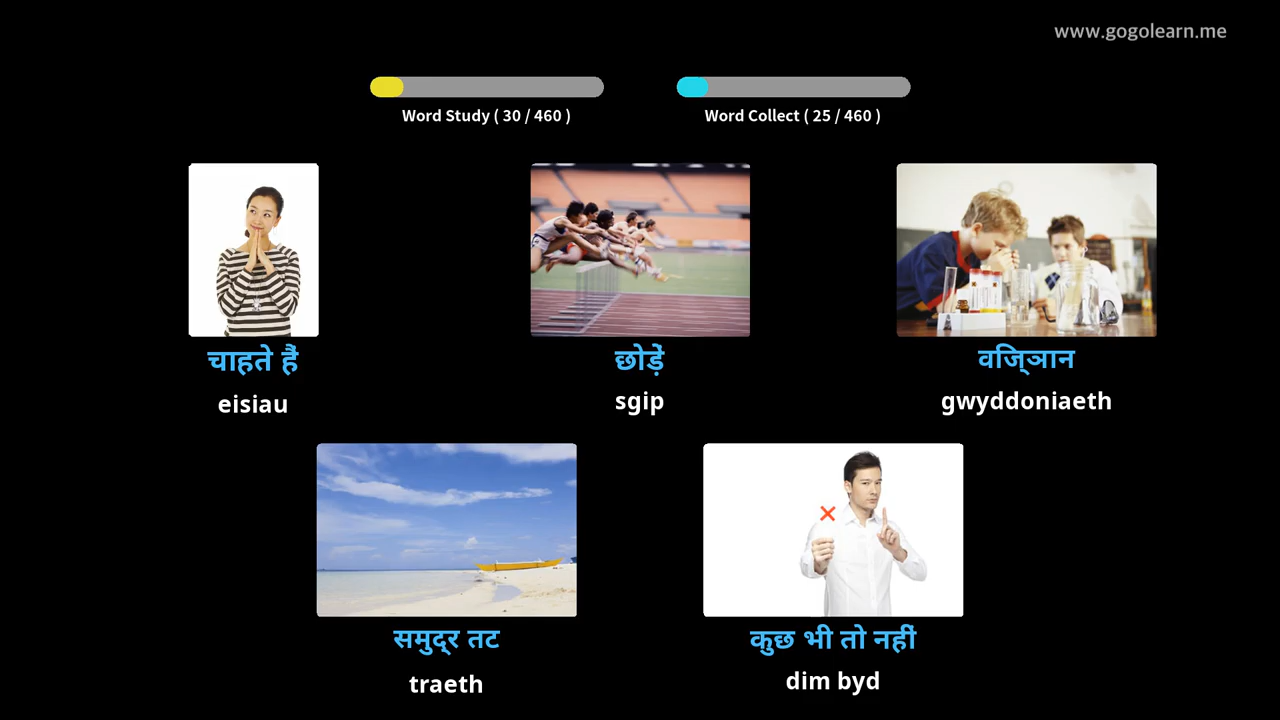 www.gogolearn.me
Word Study ( 30 / 460 )
Word Collect ( 25 / 460 )
चाहते हैं
eisiau
छोड़ें
sgip
विज्ञान
gwyddoniaeth
समुद्र तट
traeth
कुछ भी तो नहीं
dim byd